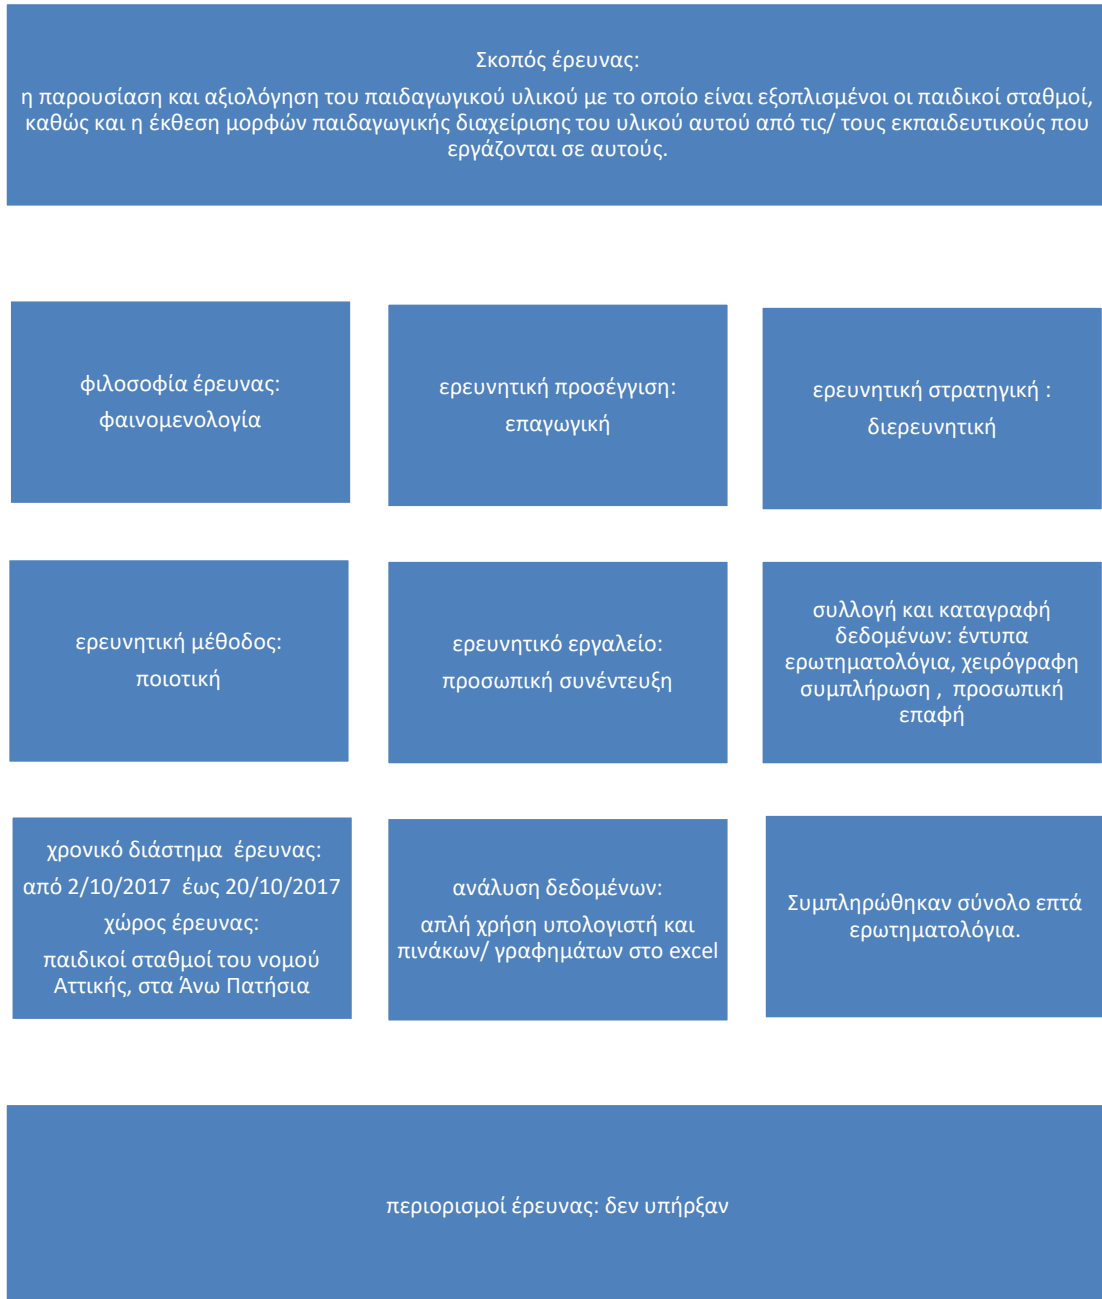 Σκοπός έρευνας:
η παρουσίαση και αξιολόγηση του παιδαγωγικού υλικού με το οποίο είναι εξοπλισμένοι οι παιδικοί σταθμοί,
καθώς και η έκθεση μορφών παιδαγωγικής διαχείρισης του υλικού αυτού από τις/ τους εκπαιδευτικούς που
εργάζονται σε αυτούς.
φιλοσοφία έρευνας:
φαινομενολογία
ερευνητική προσέγγιση:
επαγωγική
ερευνητική στρατηγική :
διερευνητική
ερευνητική μέθοδος:
ποιοτική
ερευνητικό εργαλείο:
προσωπική συνέντευξη
συλλογή και καταγραφή
δεδομένων: έντυπα
ερωτηματολόγια, χειρόγραφη
συμπλήρωση , προσωπική
επαφή
χρονικό διάστημα έρευνας:
από 2/10/2017 έως 20/10/2017
χώρος έρευνας:
παιδικοί σταθμοί του νομού
Αττικής, στα Άνω Πατήσια
ανάλυση δεδομένων:
απλή χρήση υπολογιστή και
πινάκων/ γραφημάτων στο excel
Συμπληρώθηκαν σύνολο επτά
ερωτηματολόγια.
περιορισμοί έρευνας: δεν υπήρξαν